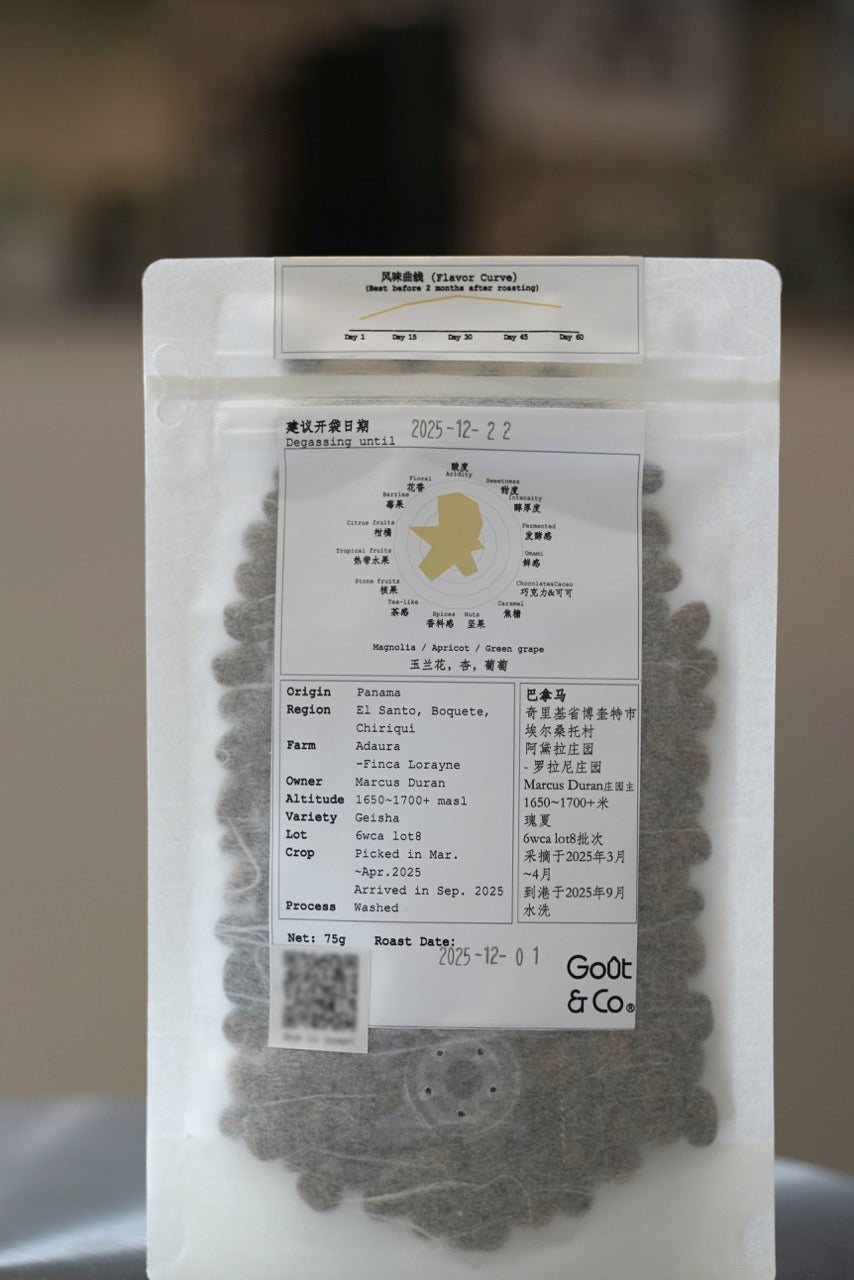 风味曲线 (Flavor Curve)
(Best before 2 months after roasting)
Day 1 Day 15 Day 30 Day 45 Day 60
建议开袋日期 2025-12-22
Degassing until
酸度
Acidity
Sweetness
甜度
Intensity
醇厚度
Fermented
发酵感
Umami
鲜感
Chocolate&Cacao
巧克力&可可
Caramel
焦糖
Nuts
坚果
Spices
香料感
Tea-like
茶感
Stone fruits
核果
Tropical fruits
热带水果
Citrus fruits
柑橘
Berries
莓果
Floral
花香
Magnolia / Apricot / Green grape
玉兰花，杏，葡萄
Origin Panama
Region El Santo, Boquete,
Chiriquí
Farm Adaura
-Finca Lorayne
Owner Marcus Duran
Altitude 1650~1700+ masl
Variety Geisha
Lot 6wca lot8
Crop Picked in Mar.
~Apr.2025
Arrived in Sep. 2025
Process Washed
巴拿马
奇里基省博奎特市
埃尔桑托村
阿黛拉庄园
- 罗拉尼庄园
Marcus Duran庄园主
1650~1700+米
瑰夏
6wca lot8批次
采摘于2025年3月
~4月
到港于2025年9月
水洗
Net: 75g Roast Date:
2025-12-01
Goût
& Co®